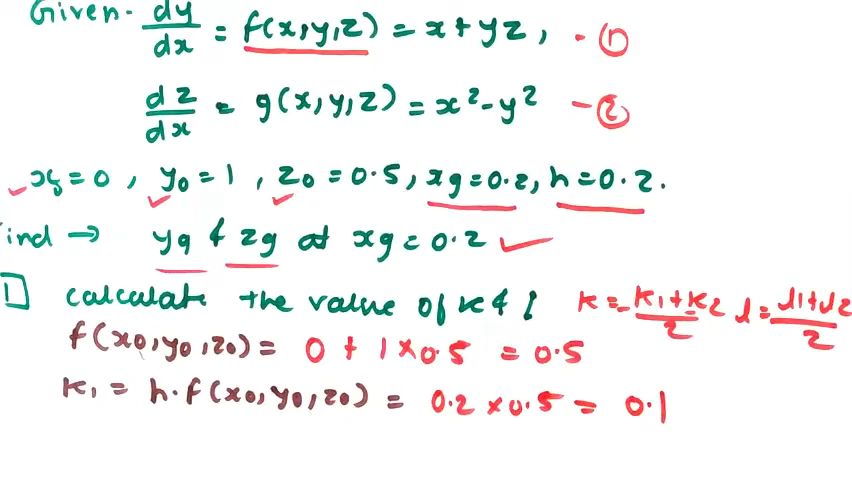 Given. dy/dx = f(x,y,z) = x + yz, - ①
dz/dx = g(x,y,z) = x² - y² - ②
x0 = 0, y0 = 1, z0 = 0.5, xg = 0.2, h = 0.2.
ind → yg & zg at xg = 0.2
1] calculate the value of k & l k = k1+k2/2 l = l1+l2/2
f(x0,y0,z0) = 0 + 1×0.5 = 0.5
k1 = h.f(x0,y0,z0) = 0.2×0.5 = 0.1